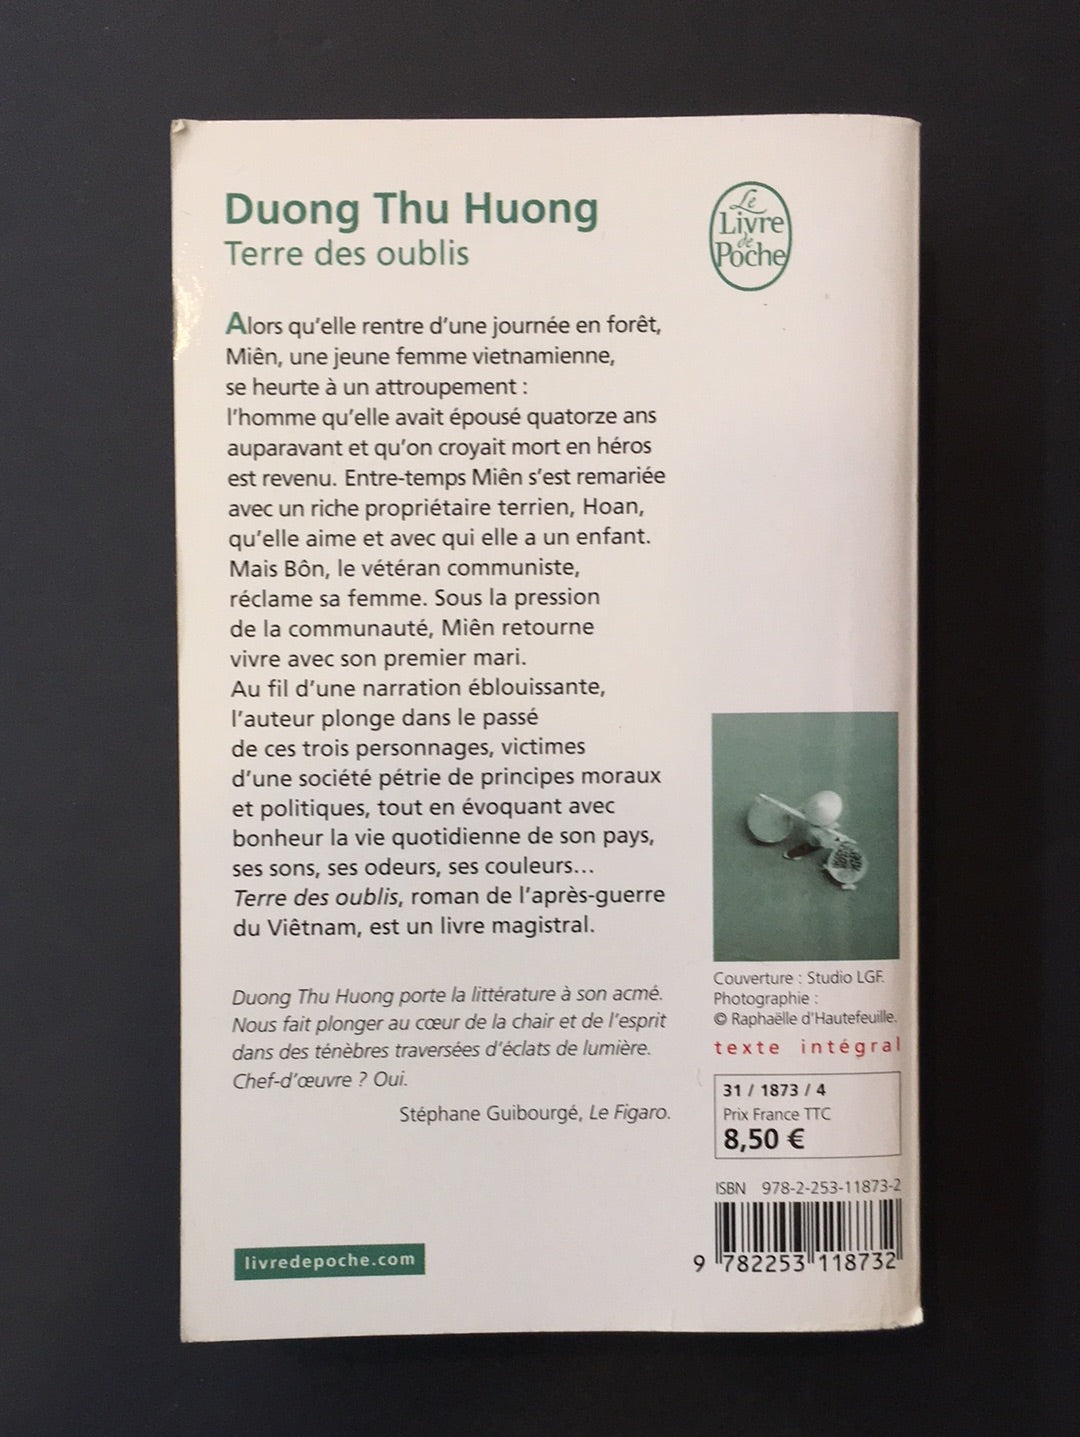 Duong Thu Huong
Terre des oublis
Le
Livre
de
Poche
Alors qu'elle rentre d'une journée en forêt,
Miên, une jeune femme vietnamienne,
se heurte à un attroupement :
l'homme qu'elle avait épousé quatorze ans
auparavant et qu'on croyait mort en héros
est revenu. Entre-temps Miên s'est remariée
avec un riche propriétaire terrien, Hoan,
qu'elle aime et avec qui elle a un enfant.
Mais Bôn, le vétéran communiste,
réclame sa femme. Sous la pression
de la communauté, Miên retourne
vivre avec son premier mari.
Au fil d'une narration éblouissante,
l'auteur plonge dans le passé
de ces trois personnages, victimes
d'une société pétrie de principes moraux
et politiques, tout en évoquant avec
bonheur la vie quotidienne de son pays,
ses sons, ses odeurs, ses couleurs...
Terre des oublis, roman de l'après-guerre
du Viêtnam, est un livre magistral.
Duong Thu Huong porte la littérature à son acmé.
Nous fait plonger au cœur de la chair et de l'esprit
dans des ténèbres traversées d'éclats de lumière.
Chef-d'œuvre ? Oui.
Stéphane Guibourgé, Le Figaro.
livredepoche.com
Couverture : Studio LGF.
Photographie :
© Raphaëlle d'Hautefeuille.
texte intégral
31 / 1873 / 4
Prix France TTC
8,50 €
ISBN 978-2-253-11873-2
9 782253 118732